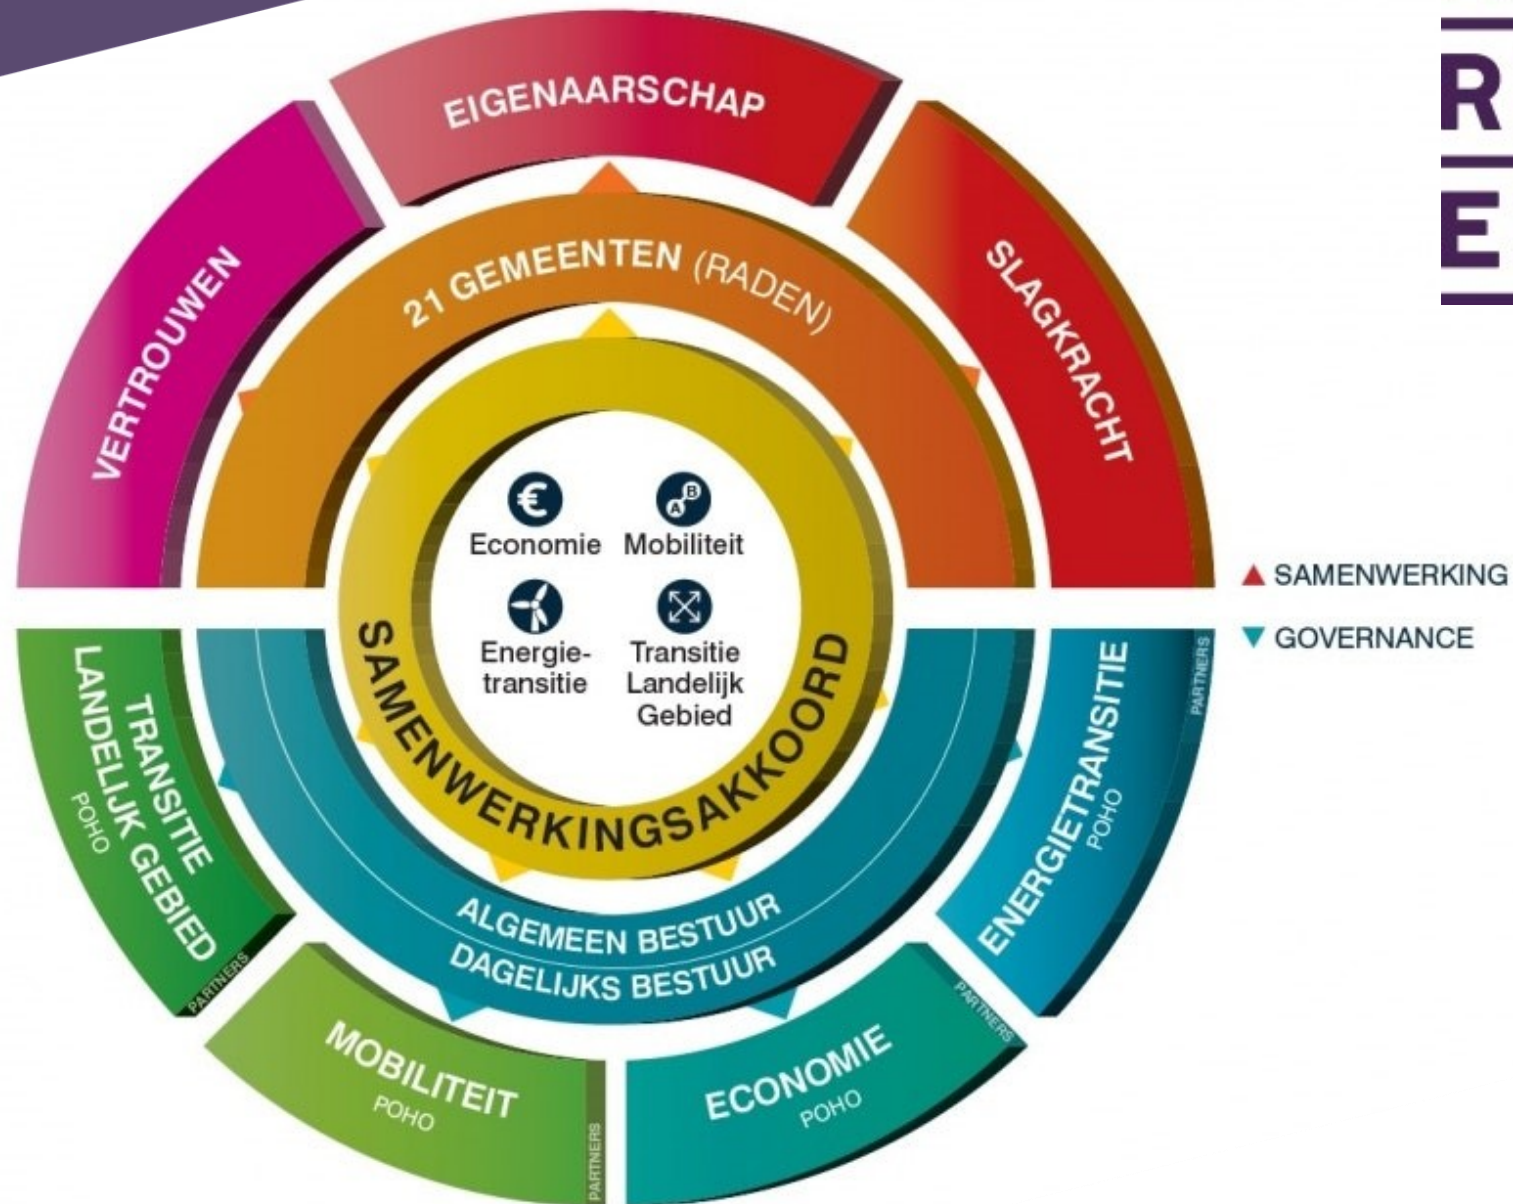 R
E
EIGENAARSCHAP
VERTROUWEN
SLAGKRACHT
21 GEMEENTEN (RADEN)
€
Economie
A B
Mobiliteit
Energie-
transitie
Transitie
Landelijk
Gebied
SAMENWERKINGSAKKOORD
▲ SAMENWERKING
▼ GOVERNANCE
ALGEMEEN BESTUUR
DAGELIJKS BESTUUR
TRANSITIE
LANDELIJK GEBIED
POHO
PARTNERS
MOBILITEIT
POHO
PARTNERS
ECONOMIE
POHO
PARTNERS
ENERGIETRANSITIE
POHO
PARTNERS